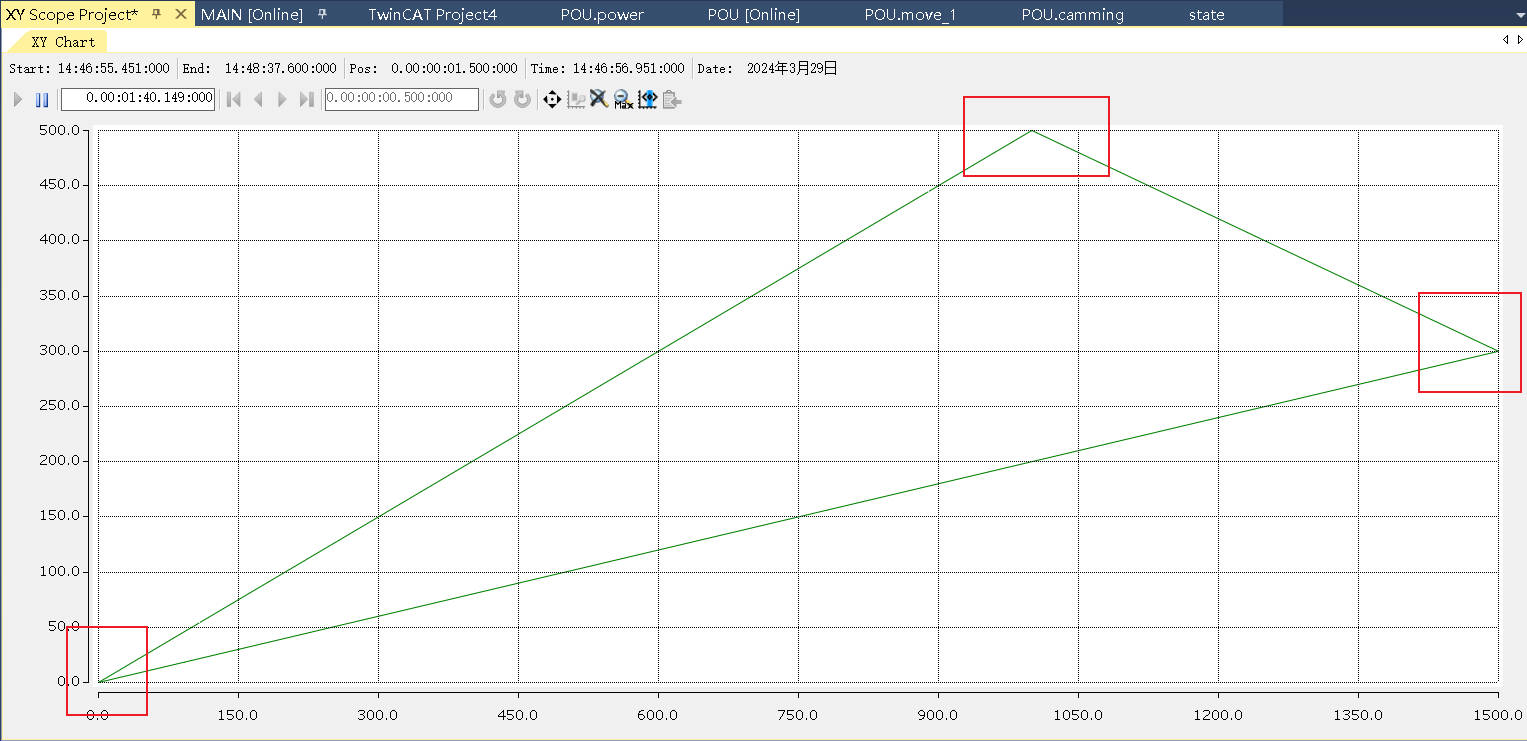 XY Scope Project* MAIN [Online] TwinCAT Project4 POU.power POU [Online] POU.move_1 POU.camming state
XY Chart
Start: 14:46:55.451:000 End: 14:48:37.600:000 Pos: 0.00:00:01.500:000 Time: 14:46:56.951:000 Date: 2024年3月29日
0.00:01:40.149:000 0.00:00:00.500:000 Max
500.0
450.0
400.0
350.0
300.0
250.0
200.0
150.0
100.0
50.0
0.0
0.0 150.0 300.0 450.0 600.0 750.0 900.0 1050.0 1200.0 1350.0 1500.0